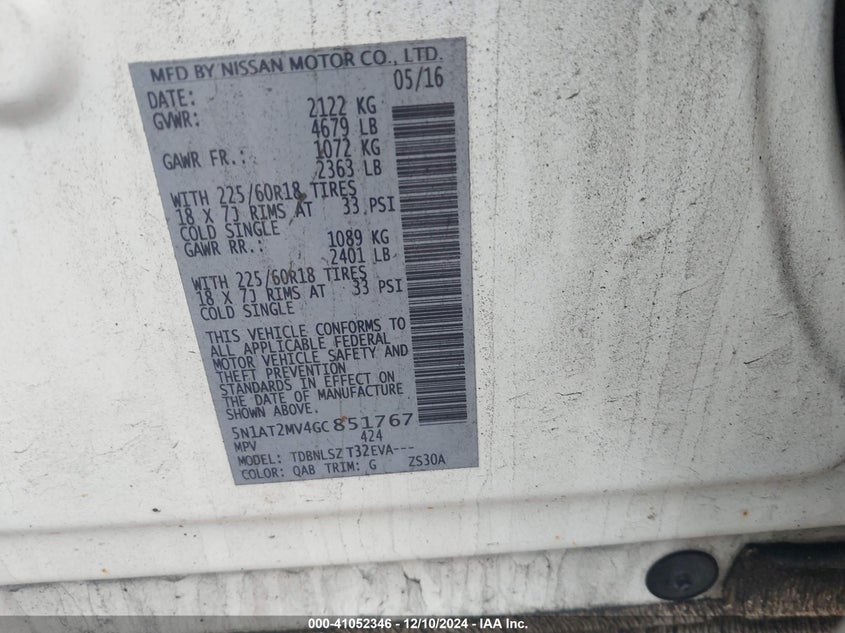 MFD BY NISSAN MOTOR CO., LTD.
DATE: 05/16
GVWR: 2122 KG
4679 LB
GAWR FR.: 1072 KG
2363 LB
WITH 225/60R18 TIRES
18 X 7J RIMS AT 33 PSI
COLD SINGLE
GAWR RR.: 1089 KG
2401 LB
WITH 225/60R18 TIRES
18 X 7J RIMS AT 33 PSI
COLD SINGLE
THIS VEHICLE CONFORMS TO
ALL APPLICABLE FEDERAL
MOTOR VEHICLE SAFETY AND
THEFT PREVENTION
STANDARDS IN EFFECT ON
THE DATE OF MANUFACTURE
SHOWN ABOVE.
5N1AT2MV4GC851767
MPV 424
MODEL: TDBNLSZ T32EVA---
COLOR: QAB TRIM: G ZS30A
000-41052346 — 12/10/2024 — IAA Inc.